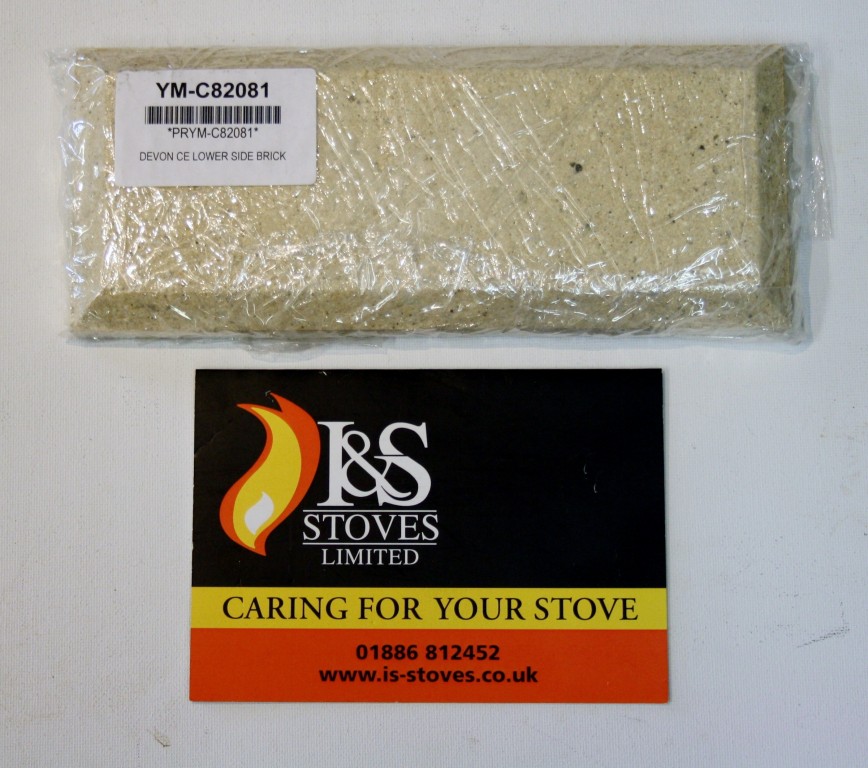 YM-C82081
*PRYM-C82081*
DEVON CE LOWER SIDE BRICK
I&S
STOVES
LIMITED
CARING FOR YOUR STOVE
01886 812452
www.is-stoves.co.uk